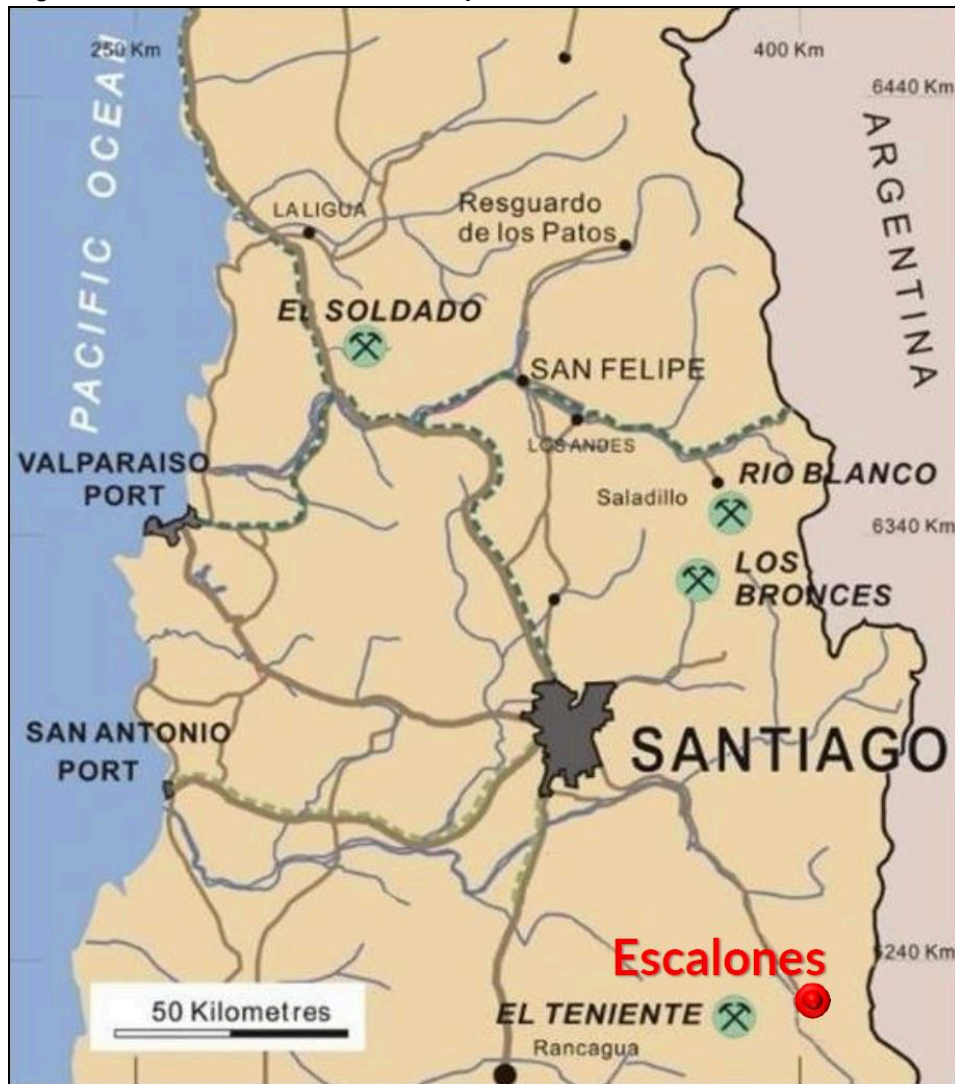 250 Km
400 Km
6440 Km
PACIFIC OCEAN
ARGENTINA
LA LIGUA
Resguardo
de los Patos
EL SOLDADO
SAN FELIPE
LOS ANDES
VALPARAISO
PORT
RIO BLANCO
Saladillo
6340 Km
LOS
BRONCES
SAN ANTONIO
PORT
SANTIAGO
Escalones
6240 Km
50 Kilometres
EL TENIENTE
Rancagua